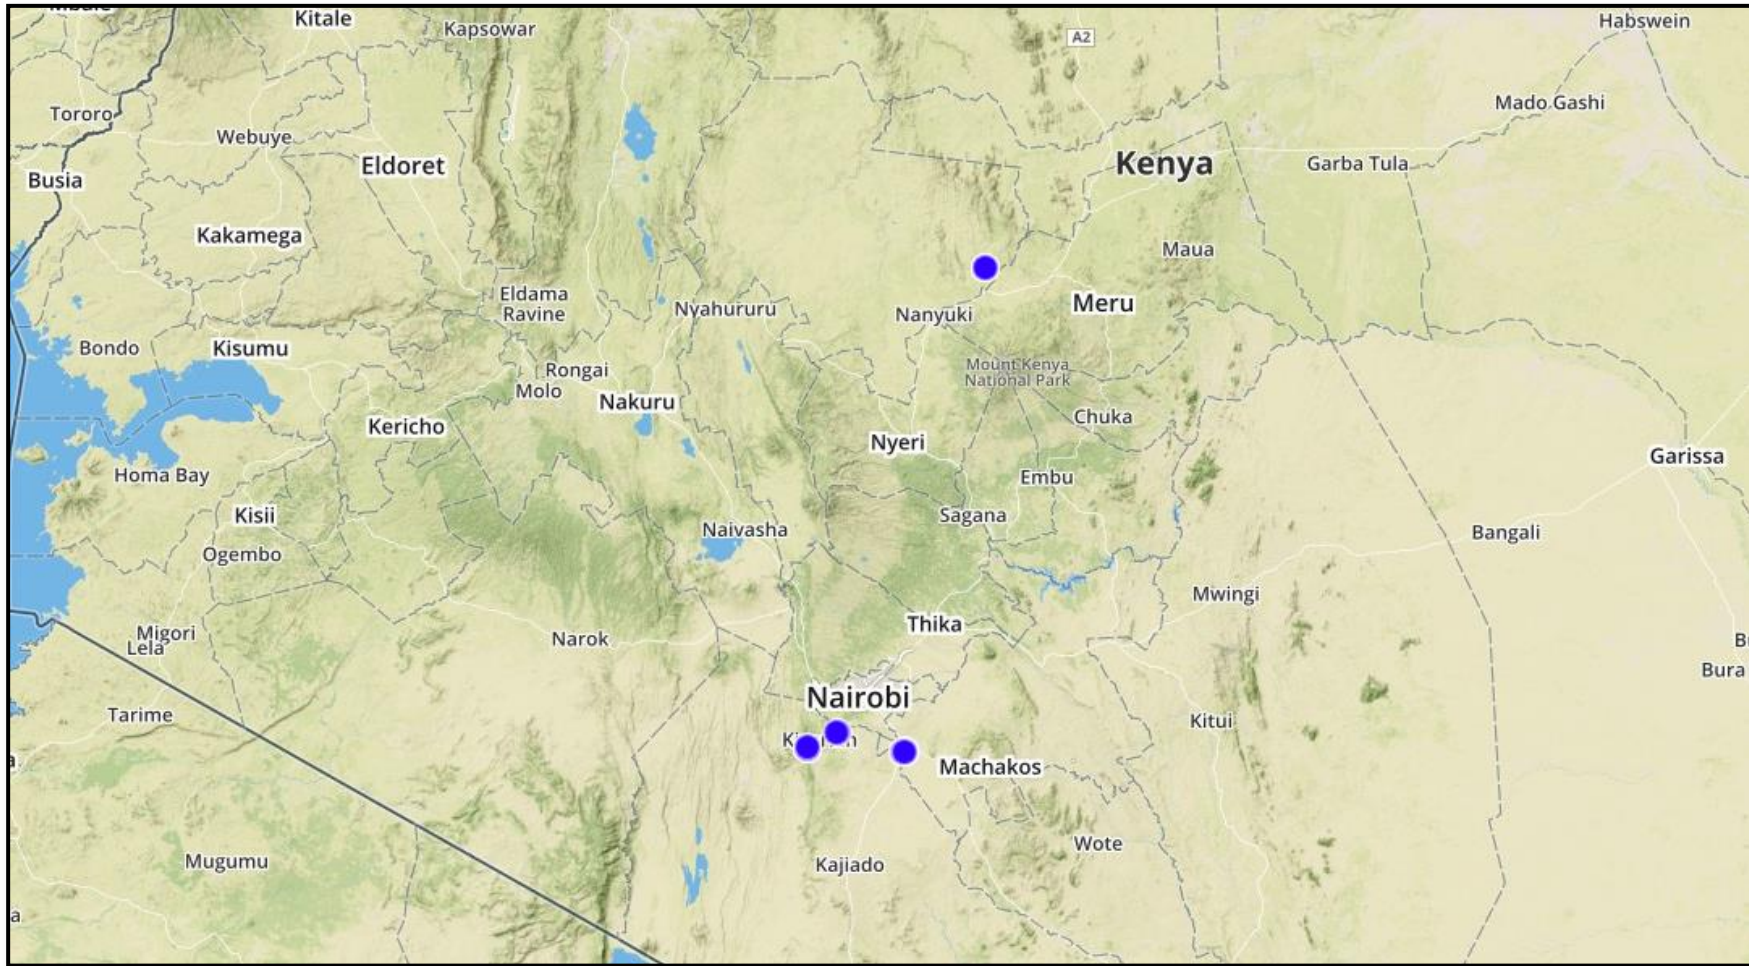 Kitale
Kapsowar
A2
Habswein
Tororo
Mado Gashi
Webuye
Eldoret
Kenya
Garba Tula
Busia
Kakamega
Maua
Eldama
Ravine
Nyahururu
Nanyuki
Meru
Bondo
Kisumu
Mount Kenya
National Park
Rongai
Molo
Nakuru
Chuka
Kericho
Nyeri
Garissa
Homa Bay
Embu
Kisii
Sagana
Naivasha
Bangali
Ogembo
Mwingi
Thika
Migori
Narok
Lela
Bura
Nairobi
Tarime
Kitui
Machakos
Wote
Mugumu
Kajiado